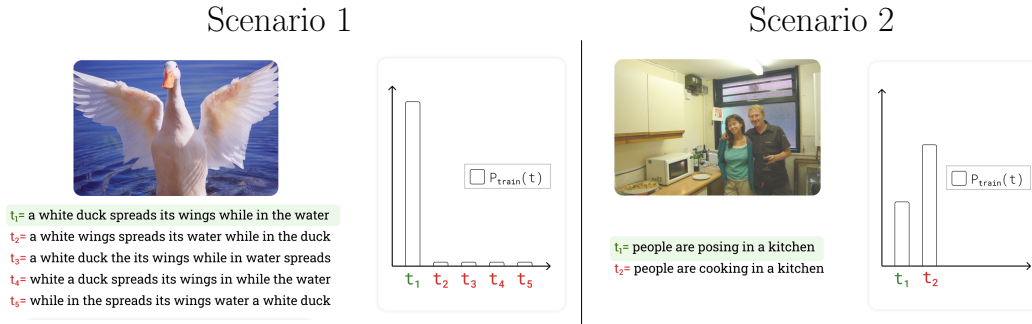 Scenario 1
t₁= a white duck spreads its wings while in the water
t₂= a white wings spreads its water while in the duck
t₃= a white duck the its wings while in water spreads
t₄= white a duck spreads its wings in while the water
t₅= while in the spreads its wings water a white duck
P_train(t)
t₁ t₂ t₃ t₄ t₅
Scenario 2
t₁= people are posing in a kitchen
t₂= people are cooking in a kitchen
P_train(t)
t₁ t₂